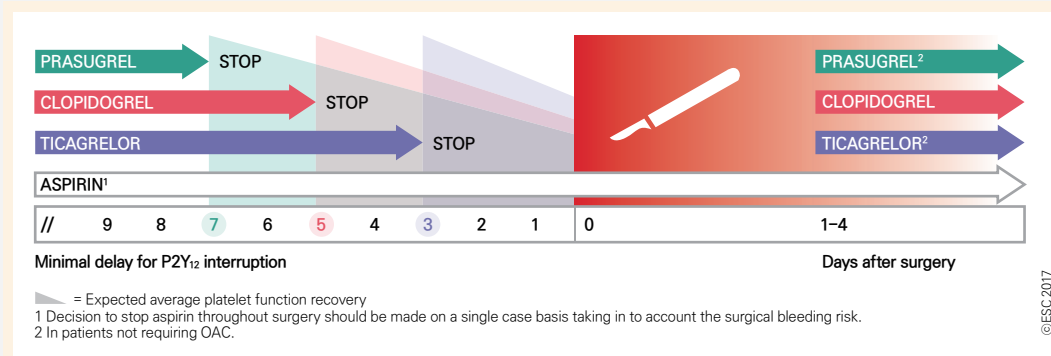 PRASUGREL STOP PRASUGREL²
CLOPIDOGREL STOP CLOPIDOGREL
TICAGRELOR STOP TICAGRELOR²
ASPIRIN¹
// 9 8 7 6 5 4 3 2 1 0 1–4
Minimal delay for P2Y₁₂ interruption Days after surgery
= Expected average platelet function recovery
1 Decision to stop aspirin throughout surgery should be made on a single case basis taking in to account the surgical bleeding risk.
2 In patients not requiring OAC.
©ESC 2017